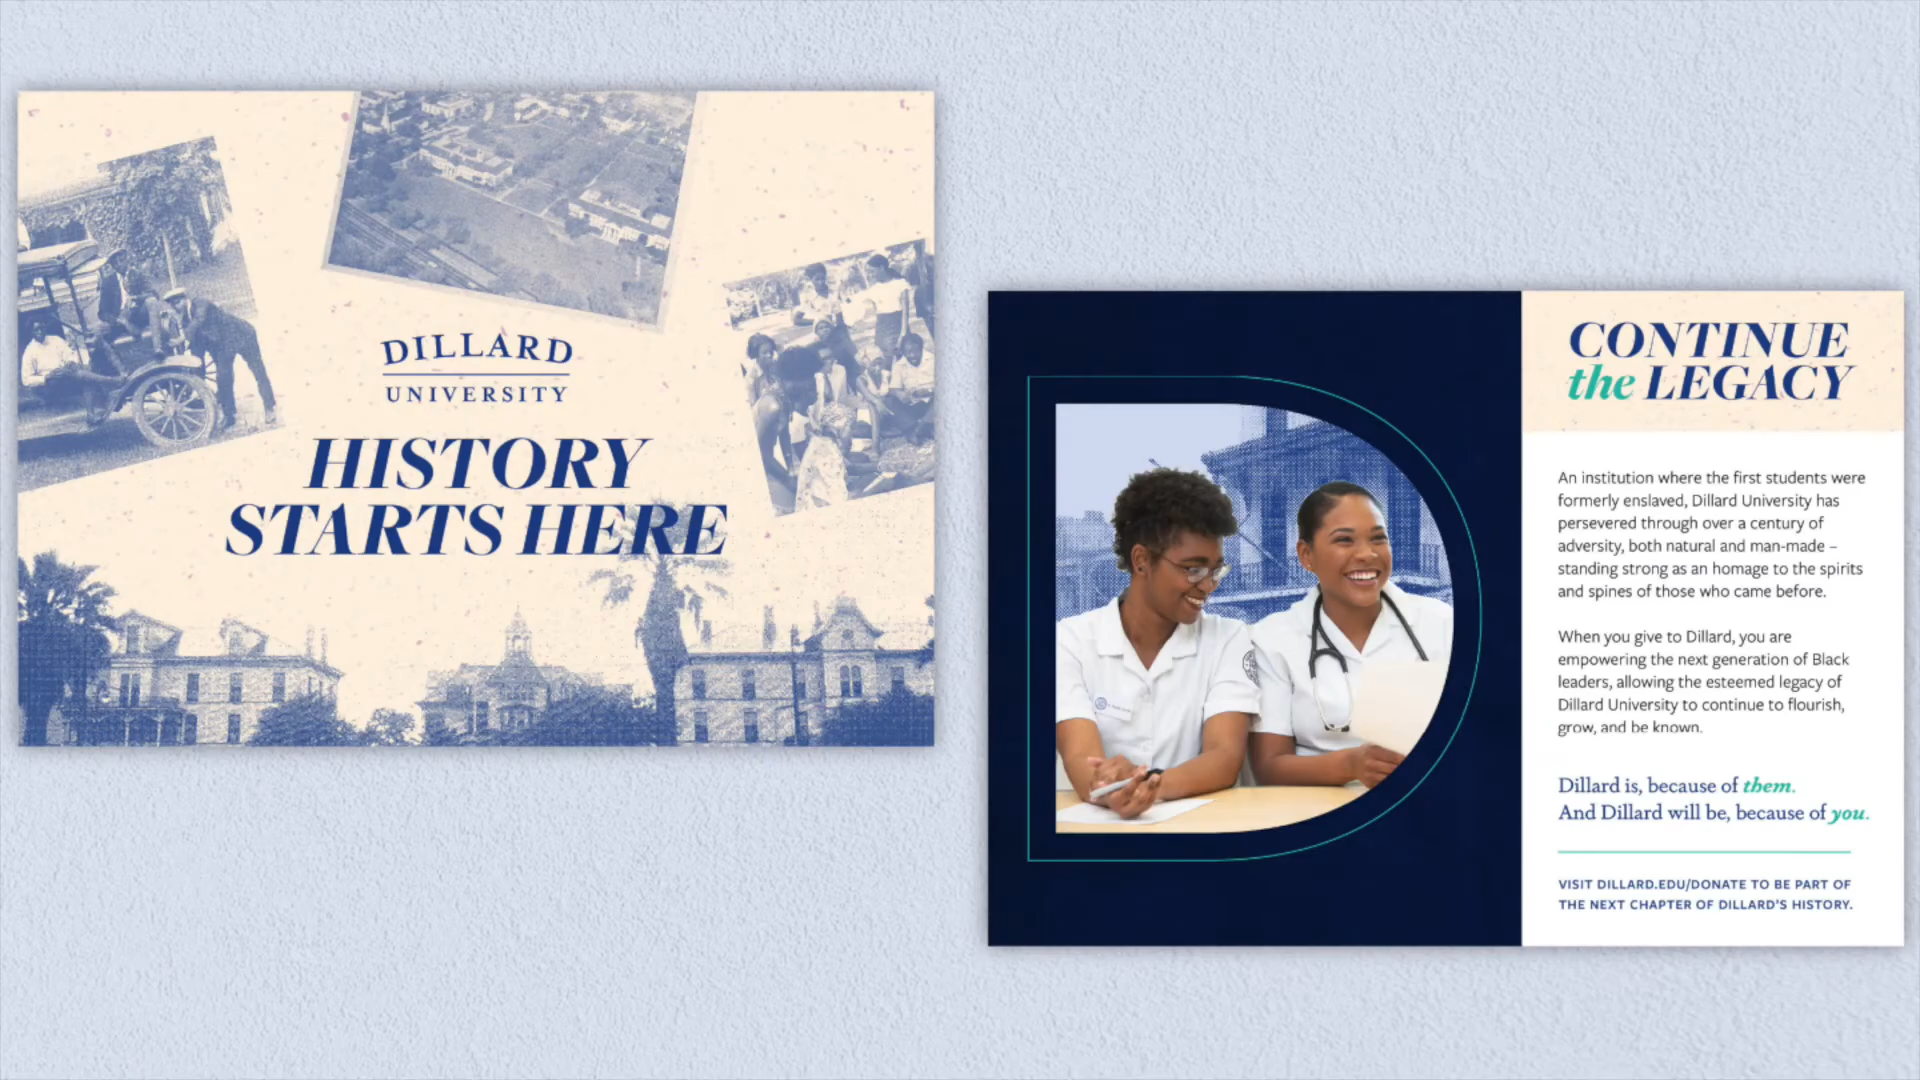 DILLARD
UNIVERSITY
HISTORY
STARTS HERE
CONTINUE
the LEGACY
An institution where the first students were
formerly enslaved, Dillard University has
persevered through over a century of
adversity, both natural and man-made –
standing strong as an homage to the spirits
and spines of those who came before.
When you give to Dillard, you are
empowering the next generation of Black
leaders, allowing the esteemed legacy of
Dillard University to continue to flourish,
grow, and be known.
Dillard is, because of them.
And Dillard will be, because of you.
VISIT DILLARD.EDU/DONATE TO BE PART OF
THE NEXT CHAPTER OF DILLARD'S HISTORY.